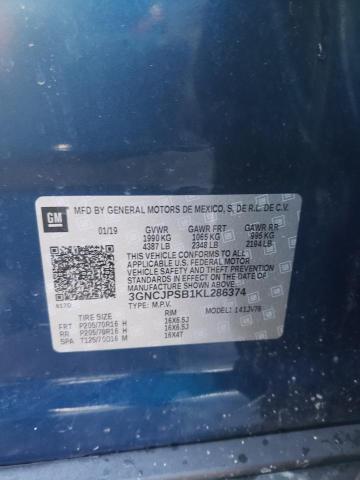 GM MFD BY GENERAL MOTORS DE MEXICO, S. DE R.L. DE C.V.
01/19 GVWR GAWR FRT GAWR RR
1990 KG 1065 KG 995 KG
4387 LB 2348 LB 2194 LB
THIS VEHICLE CONFORMS TO ALL APPLICABLE
U.S. FEDERAL MOTOR VEHICLE SAFETY, BUMPER, AND
THEFT PREVENTION STANDARDS IN EFFECT ON
THE DATE OF MANUFACTURE SHOWN ABOVE.
3GNCJPSB1KL286374
TYPE: M.P.V. MODEL: 1JV76
TIRE SIZE RIM
FRT P205/70R16 H 16X6.5J
RR P205/70R16 H 16X6.5J
SPA T125/70D16 M 16X4T